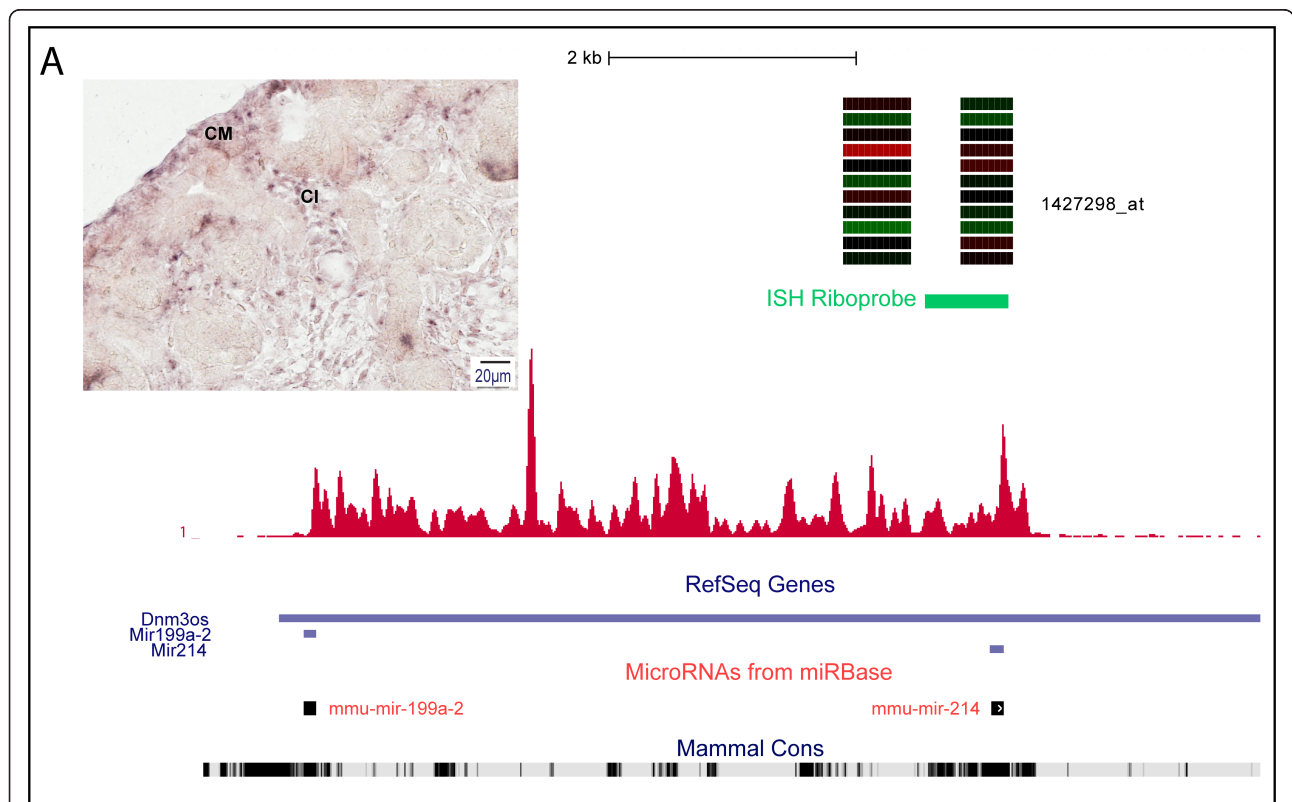 A
2 kb
CM
CI
20µm
1427298_at
ISH Riboprobe
1
RefSeq Genes
Dnm3os
Mir199a-2
Mir214
MicroRNAs from miRBase
mmu-mir-199a-2
mmu-mir-214
Mammal Cons